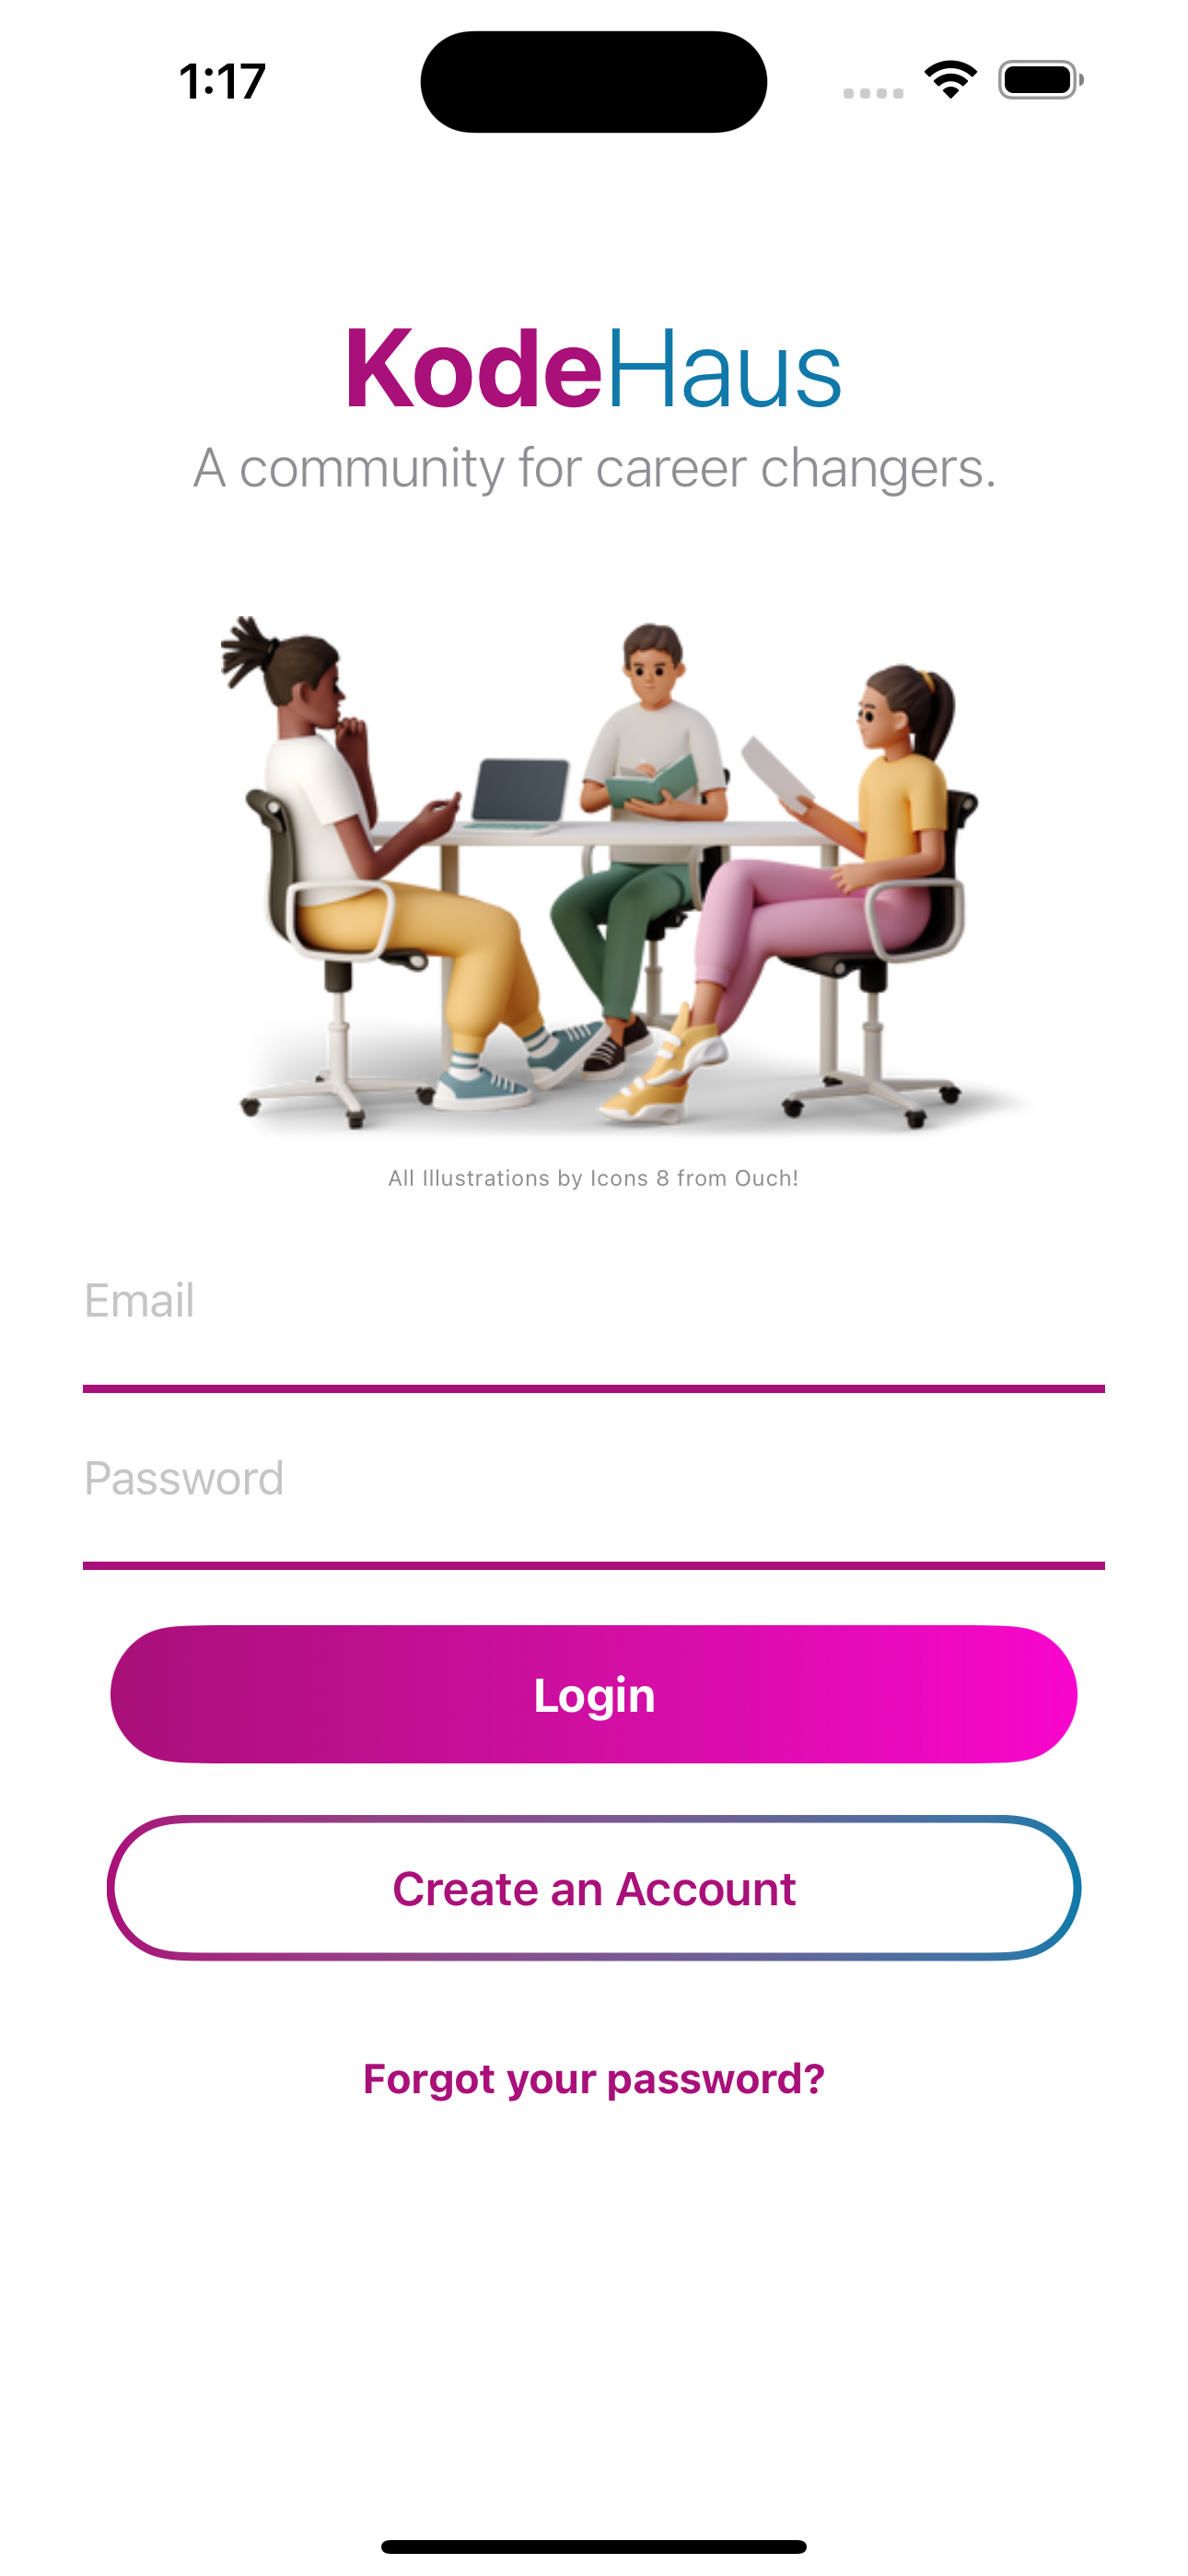 1:17
KodeHaus
A community for career changers.
All Illustrations by Icons 8 from Ouch!
Email
Password
Login
Create an Account
Forgot your password?